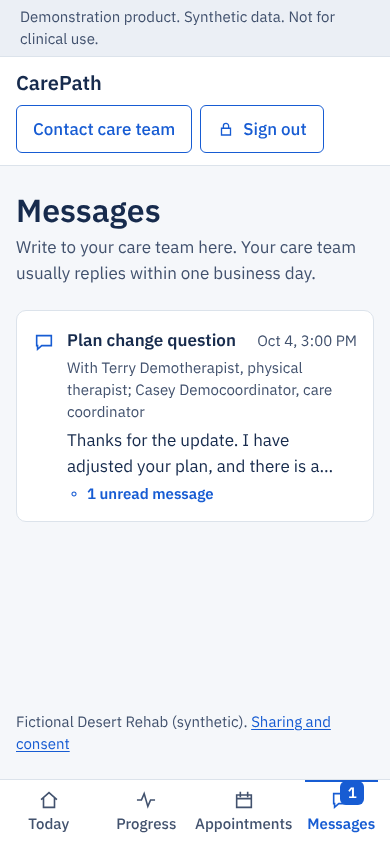 Demonstration product. Synthetic data. Not for
clinical use.
CarePath
Contact care team
Sign out
Messages
Write to your care team here. Your care team
usually replies within one business day.
Plan change question
Oct 4, 3:00 PM
With Terry Demotherapist, physical
therapist; Casey Democoordinator, care
coordinator
Thanks for the update. I have
adjusted your plan, and there is a…
1 unread message
Fictional Desert Rehab (synthetic). Sharing and
consent
1
Today
Progress
Appointments
Messages